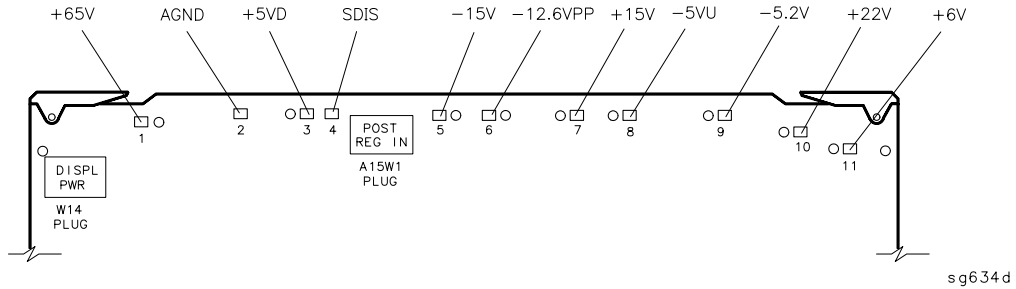 +65V AGND +5VD SDIS −15V −12.6VPP +15V −5VU −5.2V +22V +6V
1 2 3 4 5 6 7 8 9 10 11
POST
REG IN
A15W1
PLUG
DISPL
PWR
W14
PLUG
sg634d